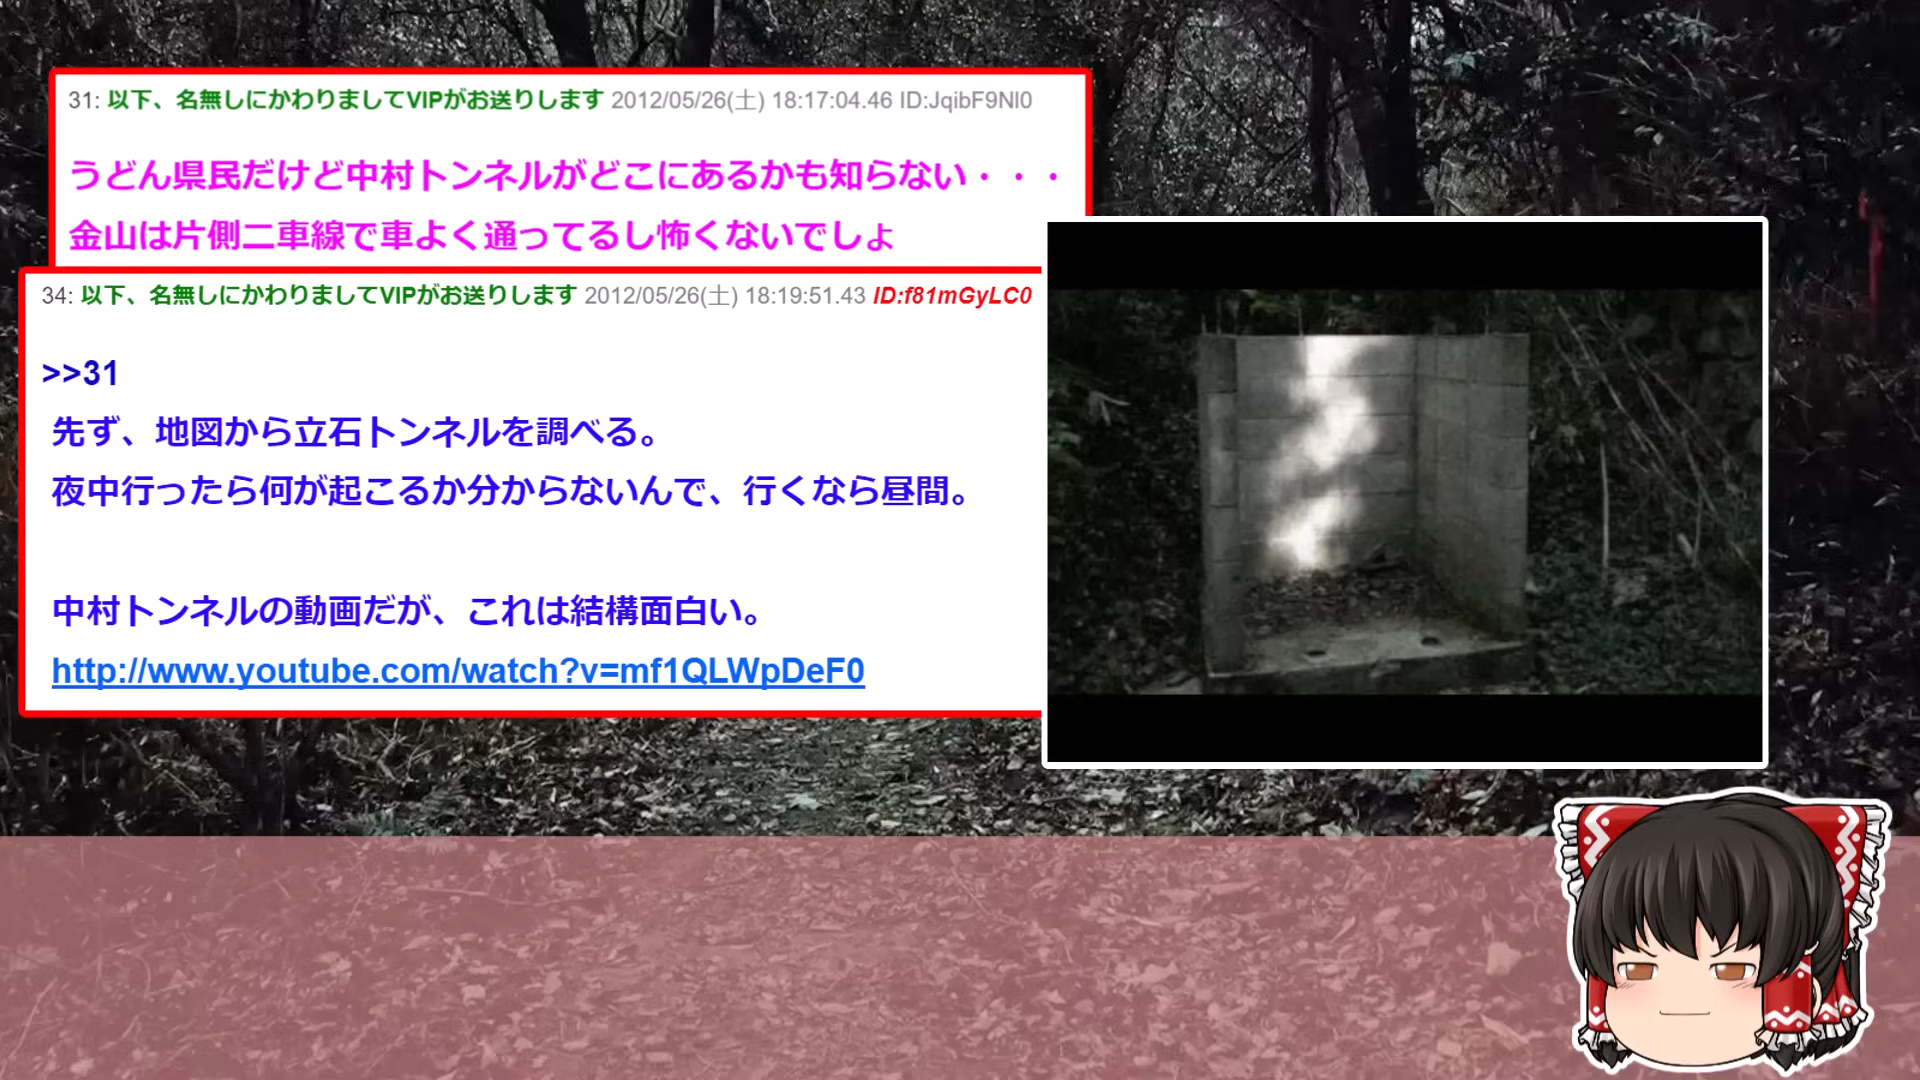 31: 以下、名無しにかわりましてVIPがお送りします 2012/05/26(土) 18:17:04.46 ID:JqibF9Nl0
うどん県民だけど中村トンネルがどこにあるかも知らない・・・
金山は片側二車線で車よく通ってるし怖くないでしょ
34: 以下、名無しにかわりましてVIPがお送りします 2012/05/26(土) 18:19:51.43 ID:f81mGyLC0
>>31
先ず、地図から立石トンネルを調べる。
夜中行ったら何が起こるか分からないんで、行くなら昼間。
中村トンネルの動画だが、これは結構面白い。
http://www.youtube.com/watch?v=mf1QLWpDeF0